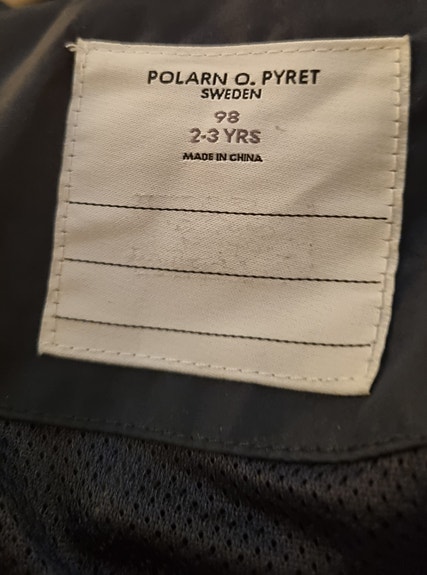 POLARN O. PYRET
SWEDEN
98
2-3 YRS
MADE IN CHINA